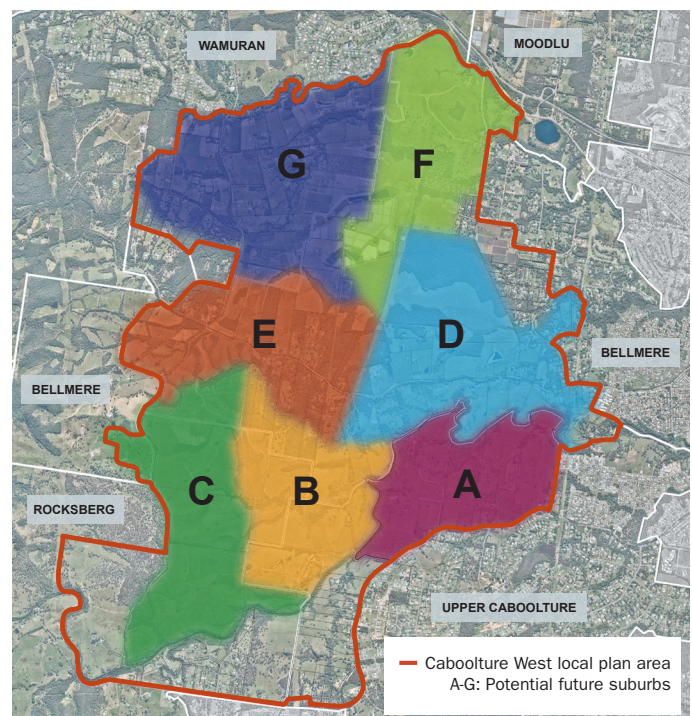 WAMURAN
MOODLU
G
F
E
D
BELLMERE
BELLMERE
C
B
A
ROCKSBERG
UPPER CABOOLTURE
Caboolture West local plan area
A-G: Potential future suburbs